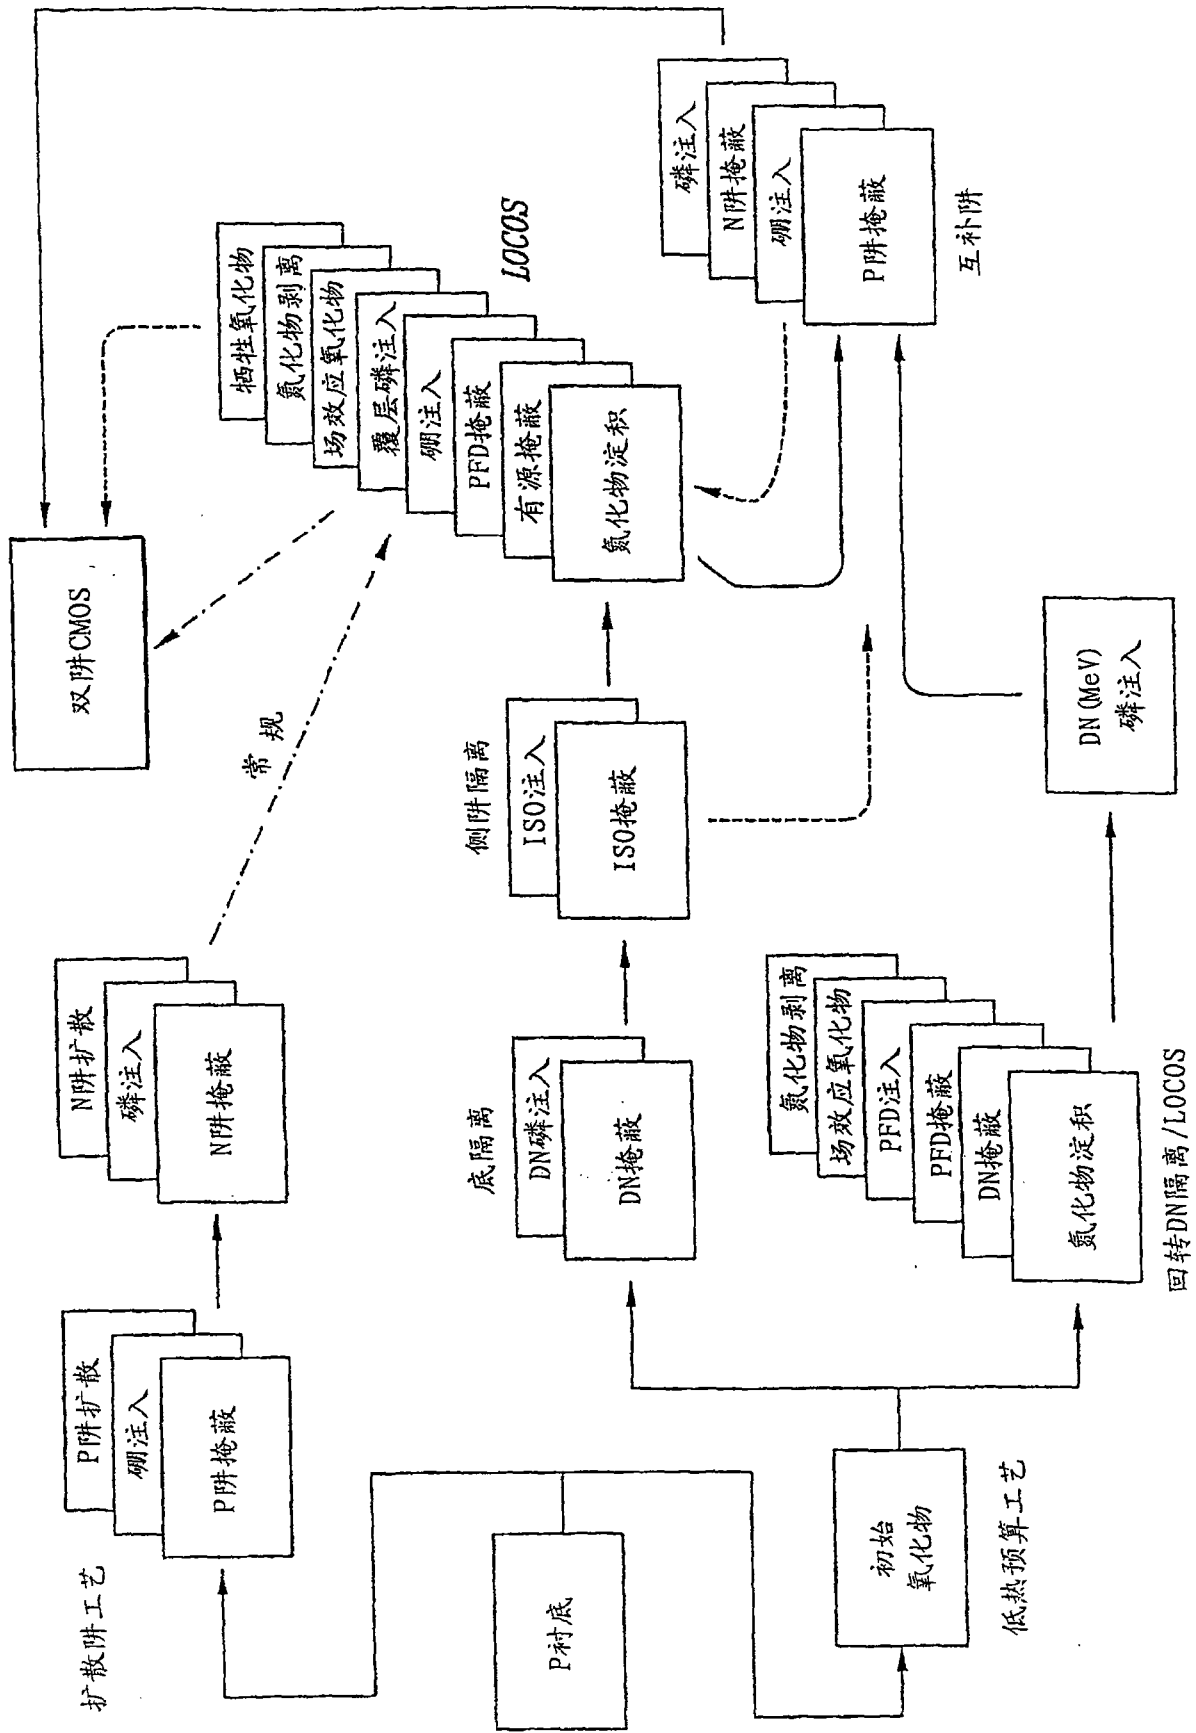 双阱CMOS
牺牲氧化物
氮化物剥离
场效应氧化物
覆层磷注入
硼注入
PFD掩蔽
有源掩蔽
氮化物淀积
LOCOS
磷注入
N阱掩蔽
硼注入
P阱掩蔽
互补阱
常规
侧阱隔离
ISO注入
ISO掩蔽
DN(MeV)
磷注入
N阱扩散
磷注入
N阱掩蔽
底隔离
DN磷注入
DN掩蔽
氮化物剥离
场效应氧化物
PFD注入
PFD掩蔽
DN掩蔽
氮化物淀积
回转DN隔离/LOCOS
扩散阱工艺
P阱扩散
硼注入
P阱掩蔽
P衬底
初始
氧化物
低热预算工艺